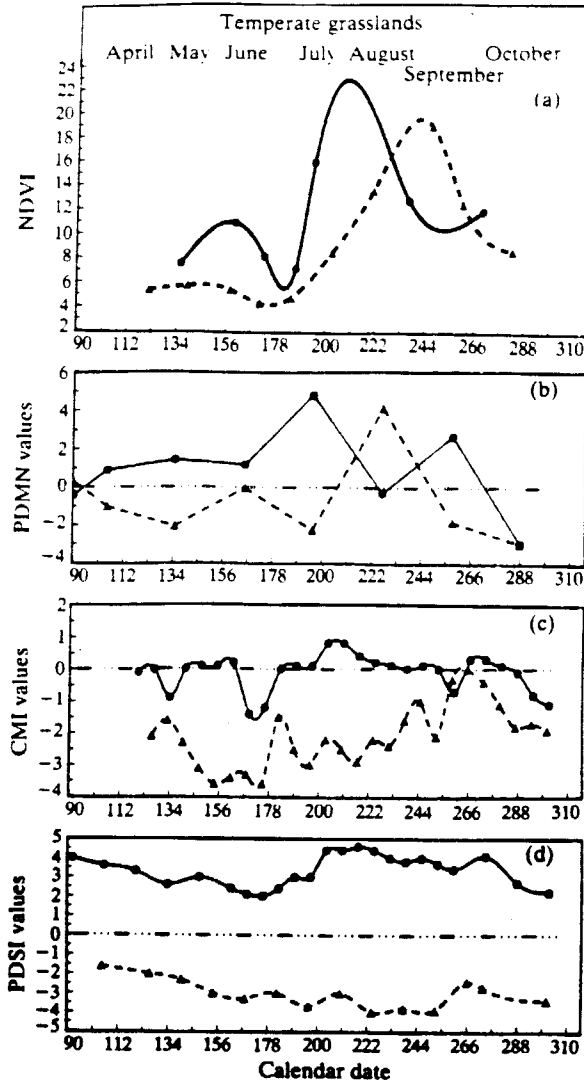 Temperate grasslands
April May June July August October
September
24
22
20
18
16
14
12
10
8
6
4
2
NDVI
(a)
90 112 134 156 178 200 222 244 266 288 310
6
4
2
0
−2
−4
PDMN values
(b)
90 112 134 156 178 200 222 244 266 288 310
2
1
0
−1
−2
−3
−4
CMI values
(c)
90 112 134 156 178 200 222 244 266 288 310
5
4
3
2
1
0
−1
−2
−3
−4
−5
PDSI values
(d)
90 112 134 156 178 200 222 244 266 288 310
Calendar date